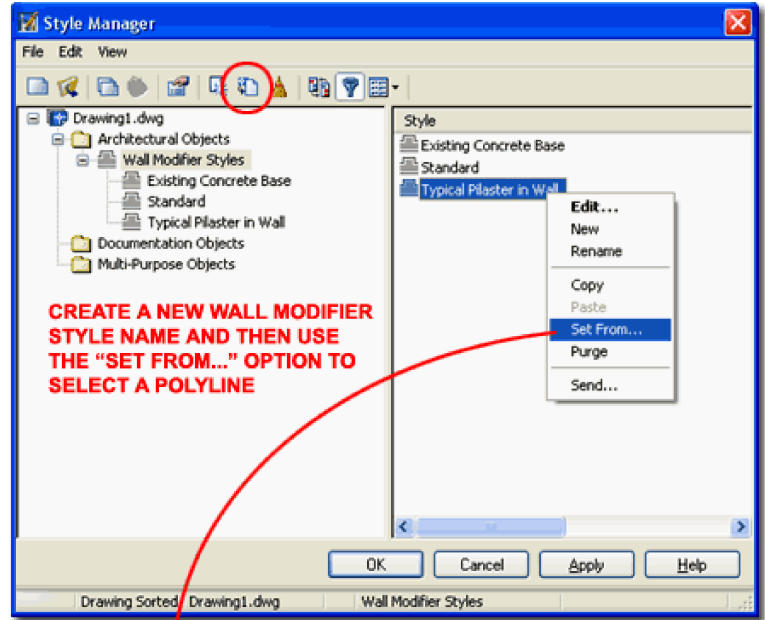 Style Manager
File Edit View
Drawing1.dwg
Architectural Objects
Wall Modifier Styles
Existing Concrete Base
Standard
Typical Pilaster in Wall
Documentation Objects
Multi-Purpose Objects
CREATE A NEW WALL MODIFIER
STYLE NAME AND THEN USE
THE “SET FROM...” OPTION TO
SELECT A POLYLINE
Style
Existing Concrete Base
Standard
Typical Pilaster in Wall
Edit...
New
Rename
Copy
Paste
Set From...
Purge
Send...
OK Cancel Apply Help
Drawing Sorted Drawing1.dwg Wall Modifier Styles